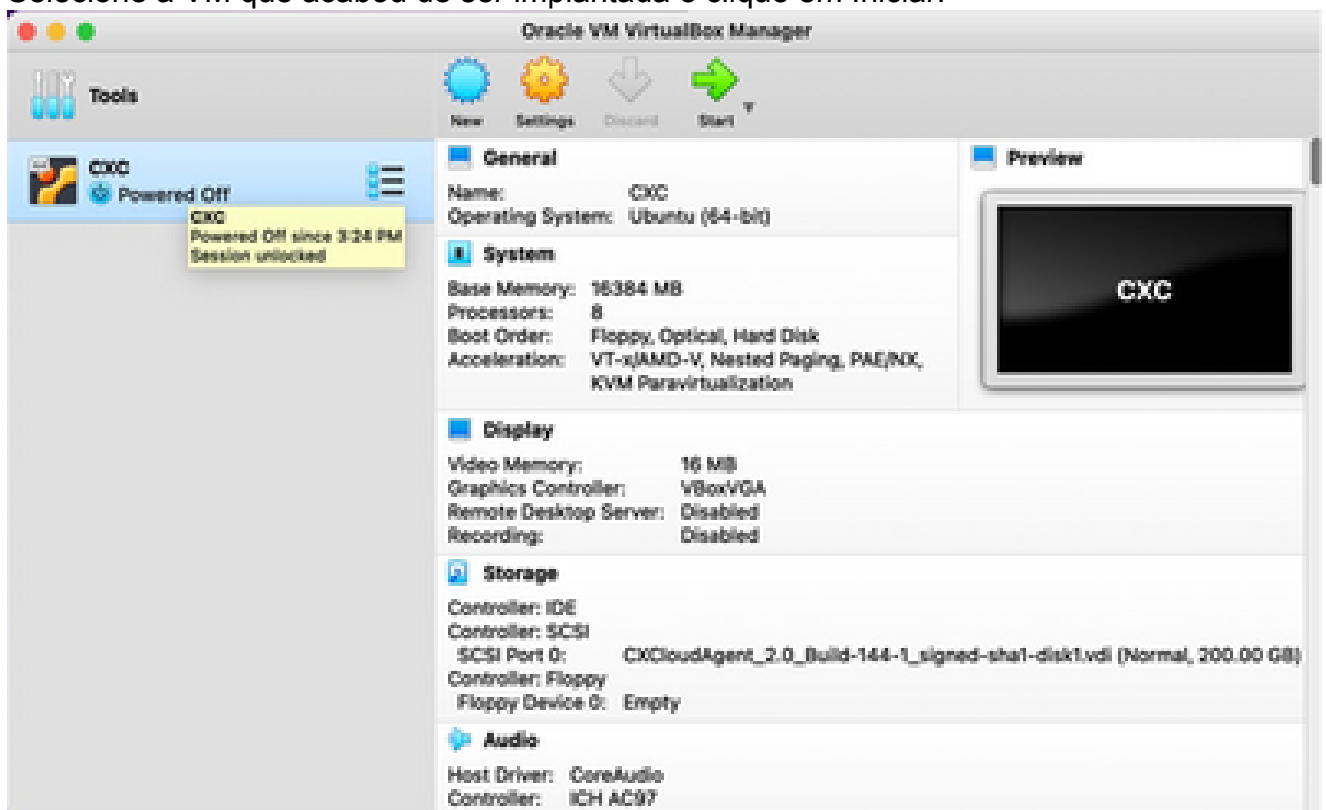 Selecione a VM que acabou de ser implantada e clique em Iniciar.
Oracle VM VirtualBox Manager
Tools
New Settings Discard Start
CXC
Powered Off
CXC
Powered Off since 3:24 PM
Session unlocked
General
Name: CXC
Operating System: Ubuntu (64-bit)
Preview
CXC
System
Base Memory: 16384 MB
Processors: 8
Boot Order: Floppy, Optical, Hard Disk
Acceleration: VT-x/AMD-V, Nested Paging, PAE/NX,
KVM Paravirtualization
Display
Video Memory: 16 MB
Graphics Controller: VBoxVGA
Remote Desktop Server: Disabled
Recording: Disabled
Storage
Controller: IDE
Controller: SCSI
SCSI Port 0: CXCloudAgent_2.0_Build-144-1_signed-sha1-disk1.vdi (Normal, 200.00 GB)
Controller: Floppy
Floppy Device 0: Empty
Audio
Host Driver: CoreAudio
Controller: ICH AC97